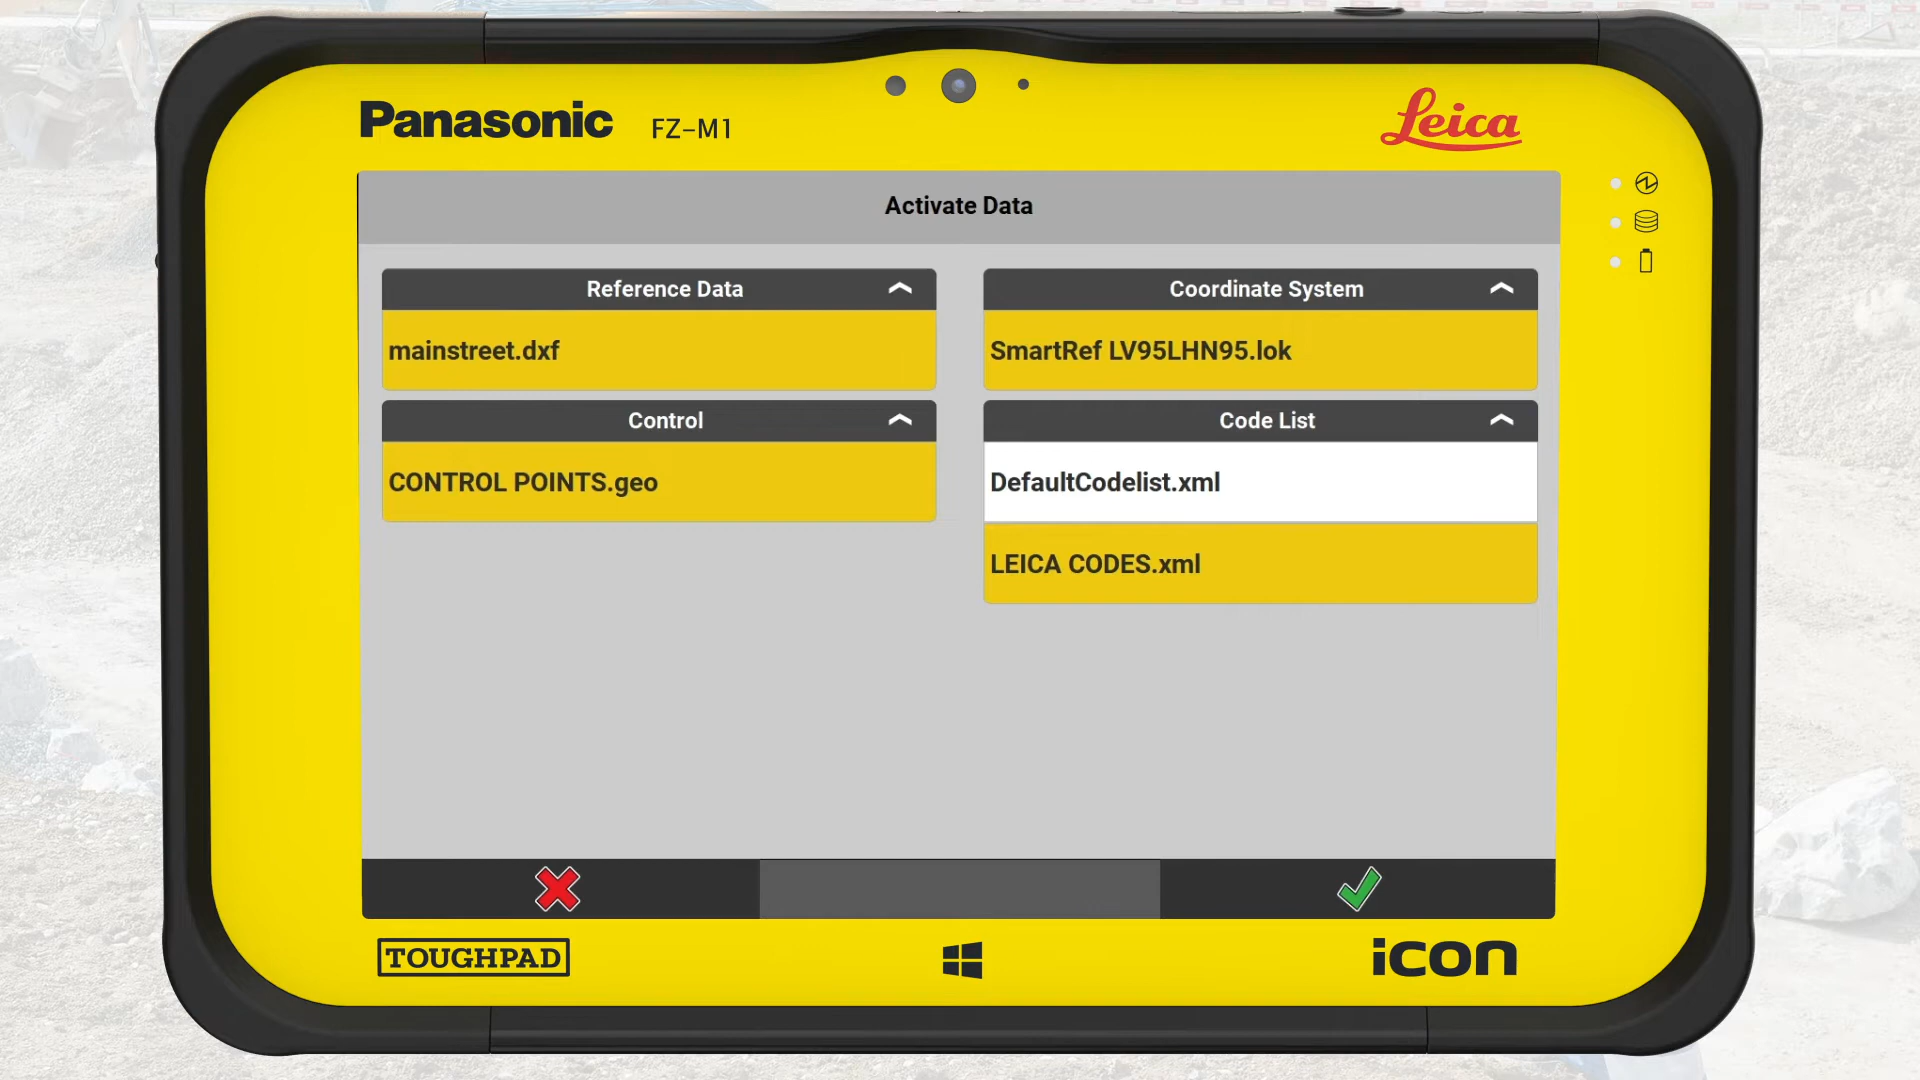 Panasonic FZ-M1
Leica
Activate Data
Reference Data
mainstreet.dxf
Control
CONTROL POINTS.geo
Coordinate System
SmartRef LV95LHN95.lok
Code List
DefaultCodelist.xml
LEICA CODES.xml
TOUGHPAD
icon